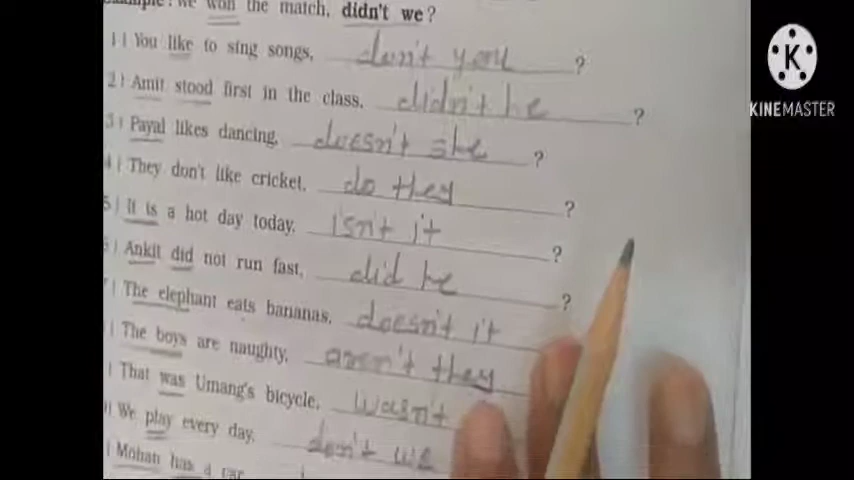 Example: We won the match, didn't we?
1) You like to sing songs, don't you ?
2) Amit stood first in the class, didn't he ?
3) Payal likes dancing, doesn't she ?
4) They don't like cricket, do they ?
5) It is a hot day today, isn't it ?
6) Ankit did not run fast, did he ?
7) The elephant eats bananas, doesn't it
The boys are naughty, aren't they
) That was Umang's bicycle, wasn't
) We play every day, don't we
) Mohan has a car
K
KINEMASTER